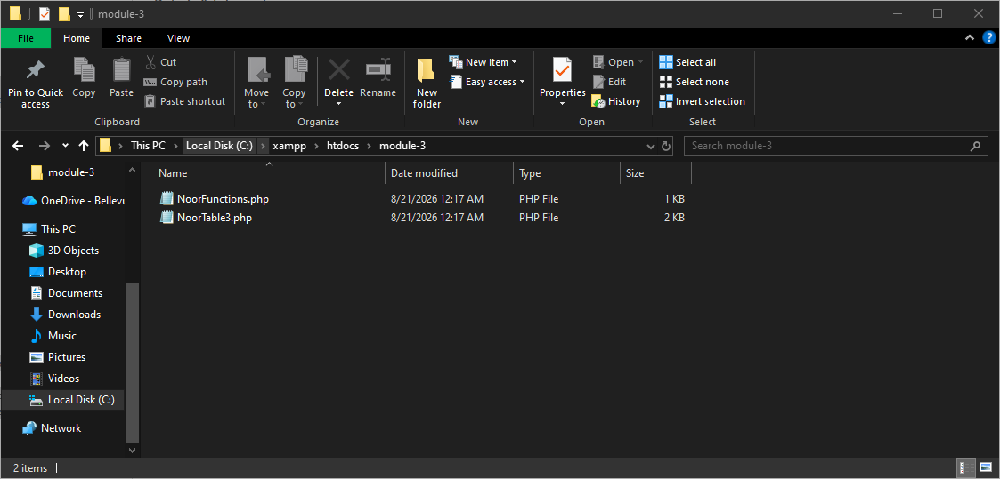 module-3
File Home Share View
Pin to Quick access
Copy
Paste
Cut
Copy path
Paste shortcut
Clipboard
Move to
Copy to
Delete
Rename
Organize
New folder
New item
Easy access
New
Properties
Open
Edit
History
Open
Select all
Select none
Invert selection
Select
This PC Local Disk (C:) xampp htdocs module-3
Search module-3
module-3
OneDrive - Bellevu
This PC
3D Objects
Desktop
Documents
Downloads
Music
Pictures
Videos
Local Disk (C:)
Network
Name Date modified Type Size
NoorFunctions.php 8/21/2026 12:17 AM PHP File 1 KB
NoorTable3.php 8/21/2026 12:17 AM PHP File 2 KB
2 items